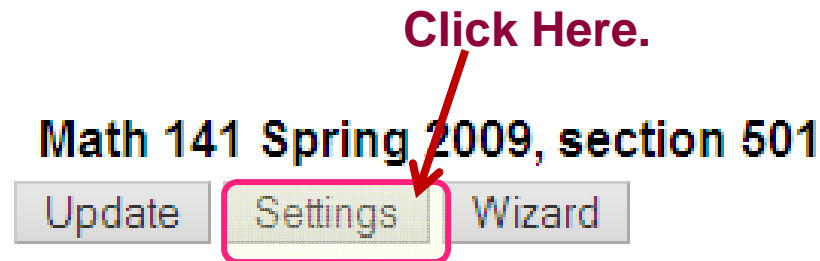 Click Here.
Math 141 Spring 2009, section 501
Update Settings Wizard